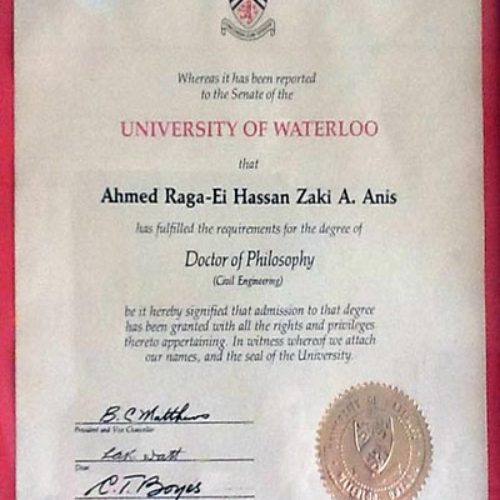 Whereas it has been reported
to the Senate of the
UNIVERSITY OF WATERLOO
that
Ahmed Raga-Ei Hassan Zaki A. Anis
has fulfilled the requirements for the degree of
Doctor of Philosophy
(Civil Engineering)
be it hereby signified that admission to that degree
has been granted with all the rights and privileges
thereto appertaining. In witness whereof we attach
our names, and the seal of the University.
B.C. Matthews
President and Vice Chancellor
Watt
Dean
C.T. Boyes